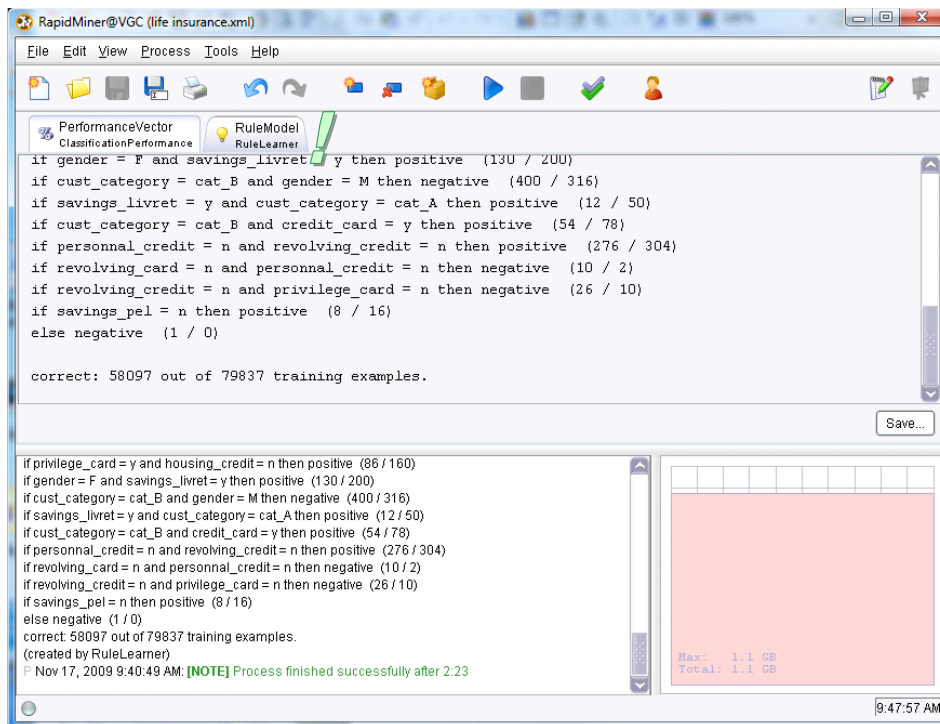 RapidMiner@VGC (life insurance.xml)
File Edit View Process Tools Help
PerformanceVector
ClassificationPerformance
RuleModel
RuleLearner
if gender = F and savings_livret y then positive (130 / 200)
if cust_category = cat_B and gender = M then negative (400 / 316)
if savings_livret = y and cust_category = cat_A then positive (12 / 50)
if cust_category = cat_B and credit_card = y then positive (54 / 78)
if personnal_credit = n and revolving_credit = n then positive (276 / 304)
if revolving_card = n and personnal_credit = n then negative (10 / 2)
if revolving_credit = n and privilege_card = n then negative (26 / 10)
if savings_pel = n then positive (8 / 16)
else negative (1 / 0)
correct: 58097 out of 79837 training examples.
Save...
if privilege_card = y and housing_credit = n then positive (86 / 160)
if gender = F and savings_livret = y then positive (130 / 200)
if cust_category = cat_B and gender = M then negative (400 / 316)
if savings_livret = y and cust_category = cat_A then positive (12 / 50)
if cust_category = cat_B and credit_card = y then positive (54 / 78)
if personnal_credit = n and revolving_credit = n then positive (276 / 304)
if revolving_card = n and personnal_credit = n then negative (10 / 2)
if revolving_credit = n and privilege_card = n then negative (26 / 10)
if savings_pel = n then positive (8 / 16)
else negative (1 / 0)
correct: 58097 out of 79837 training examples.
(created by RuleLearner)
P Nov 17, 2009 9:40:49 AM: [NOTE] Process finished successfully after 2:23
Max: 1.1 GB
Total: 1.1 GB
9:47:57 AM